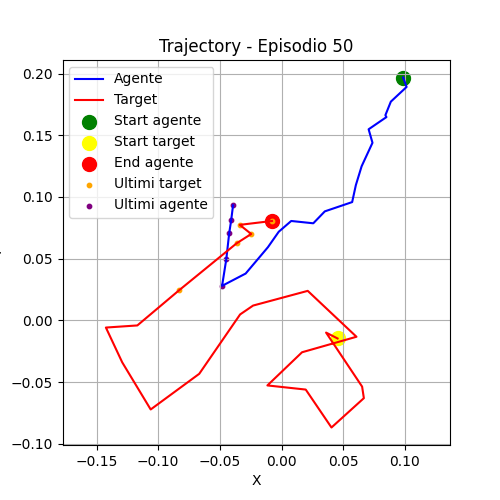 Trajectory - Episodio 50
Agente
Target
Start agente
Start target
End agente
Ultimi target
Ultimi agente
0.20
0.15
0.10
0.05
0.00
−0.05
−0.10
−0.15
−0.10
−0.05
0.00
0.05
0.10
X